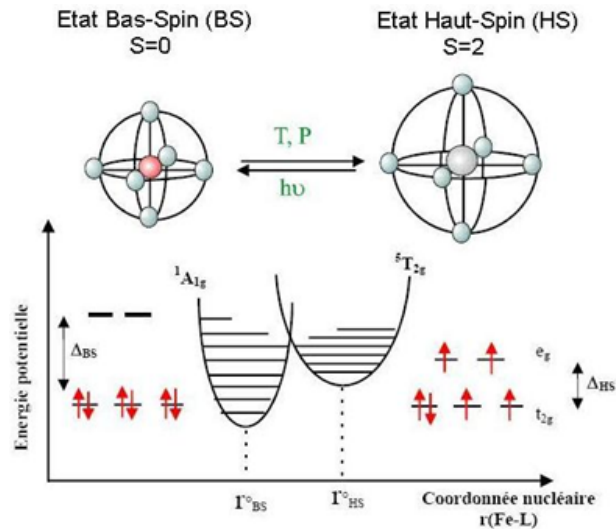 Etat Bas-Spin (BS)
S=0
Etat Haut-Spin (HS)
S=2
T, P
hυ
¹A₁g
⁵T₂g
Energie potentielle
Δ_BS
e_g
Δ_HS
t₂g
r°_BS
r°_HS
Coordonnée nucléaire
r(Fe-L)